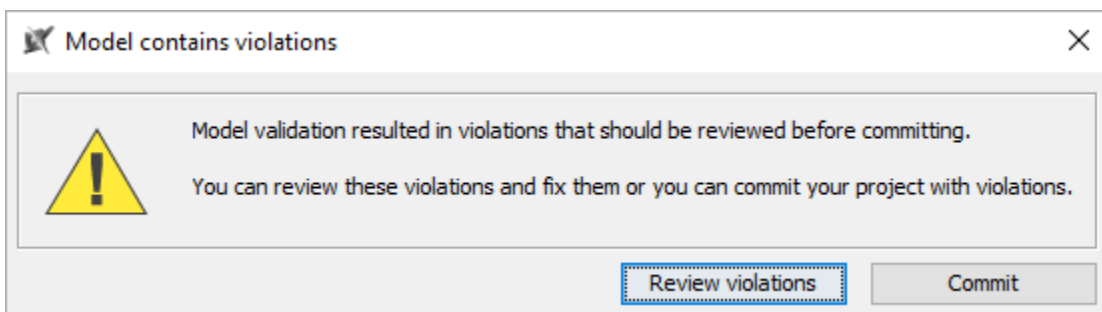 Model contains violations
Model validation resulted in violations that should be reviewed before committing.
You can review these violations and fix them or you can commit your project with violations.
Review violations
Commit